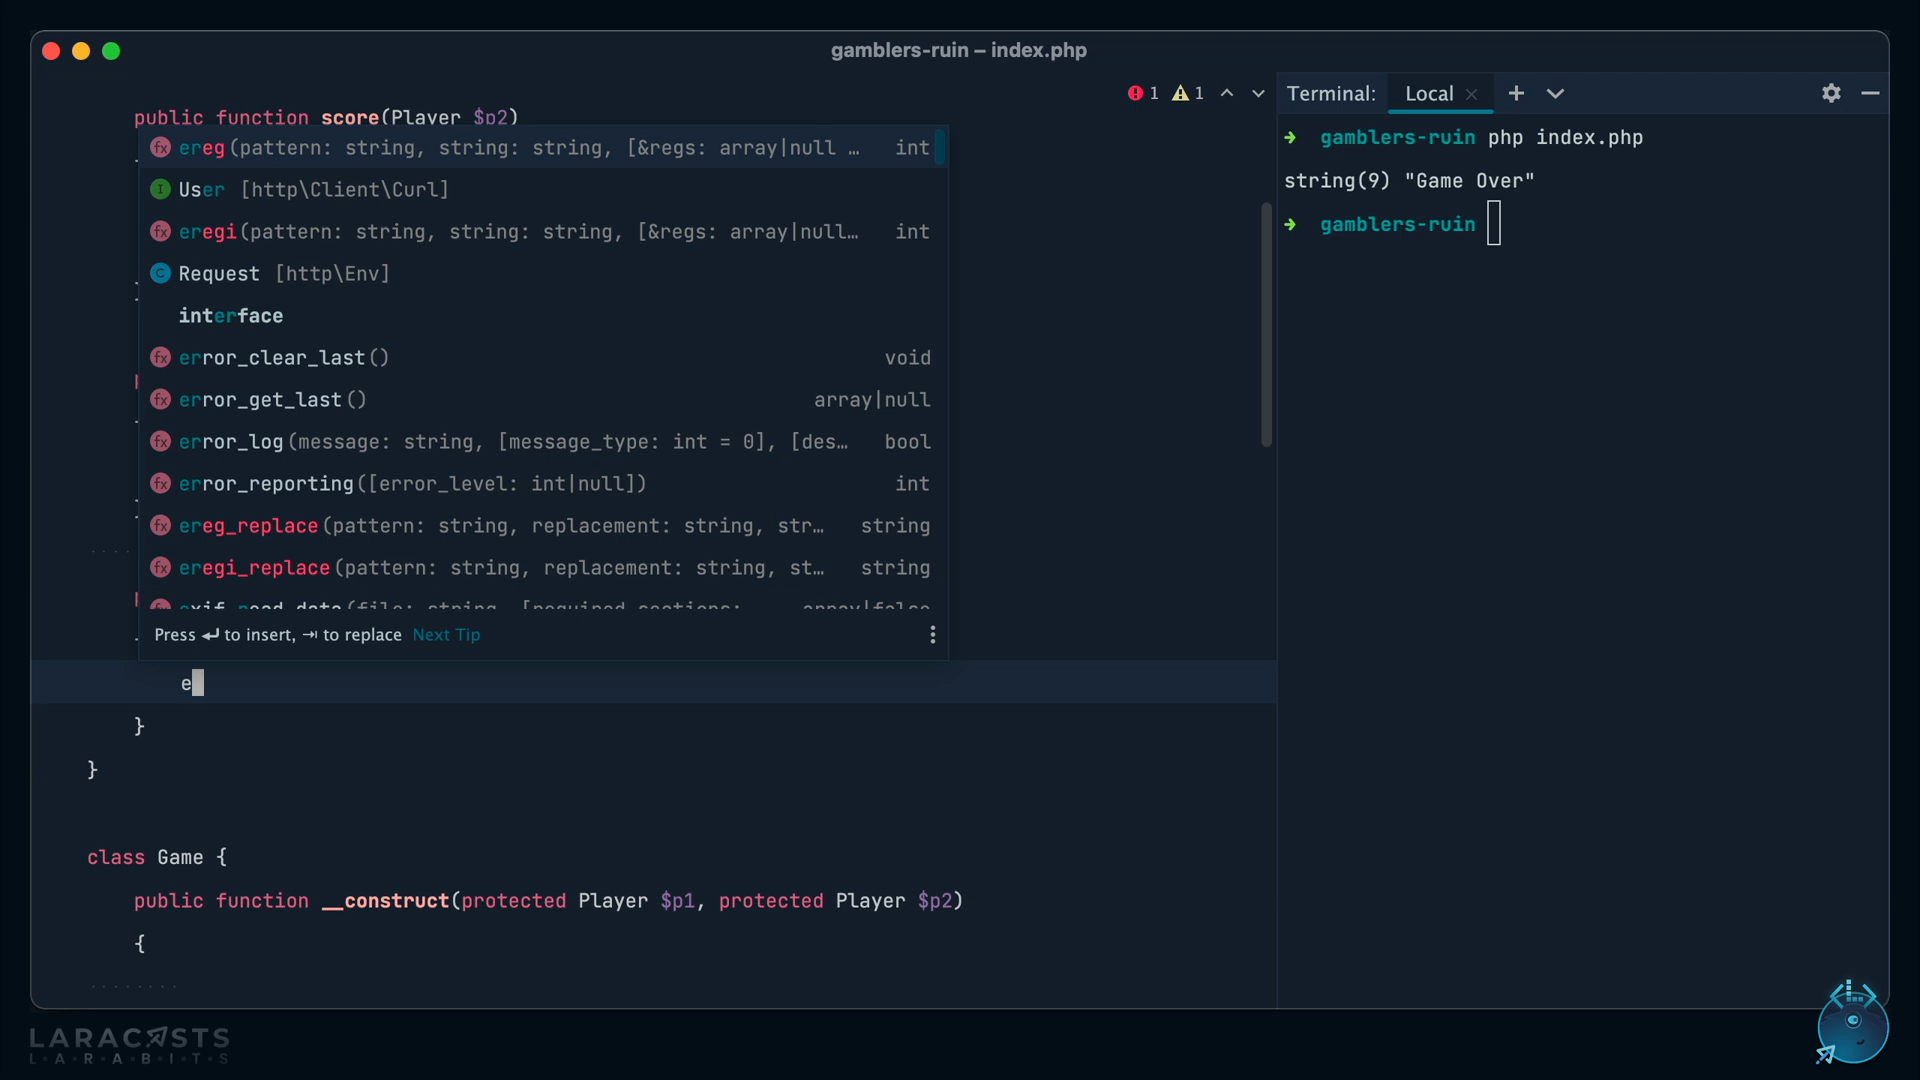 gamblers-ruin – index.php
1 1
public function score(Player $p2)
ereg(pattern: string, string: string, [&regs: array|null … int
User [http\Client\Curl]
eregi(pattern: string, string: string, [&regs: array|null… int
Request [http\Env]
interface
error_clear_last() void
error_get_last() array|null
error_log(message: string, [message_type: int = 0], [des… bool
error_reporting([error_level: int|null]) int
ereg_replace(pattern: string, replacement: string, str… string
eregi_replace(pattern: string, replacement: string, st… string
exif_read_data(file: string, [required_sections: array|false
Press ↵ to insert, ⇥ to replace Next Tip
e
}
}
class Game {
public function __construct(protected Player $p1, protected Player $p2)
{
Terminal: Local
➜ gamblers-ruin php index.php
string(9) "Game Over"
➜ gamblers-ruin
LARACASTS
L·A·R·A·B·I·T·S